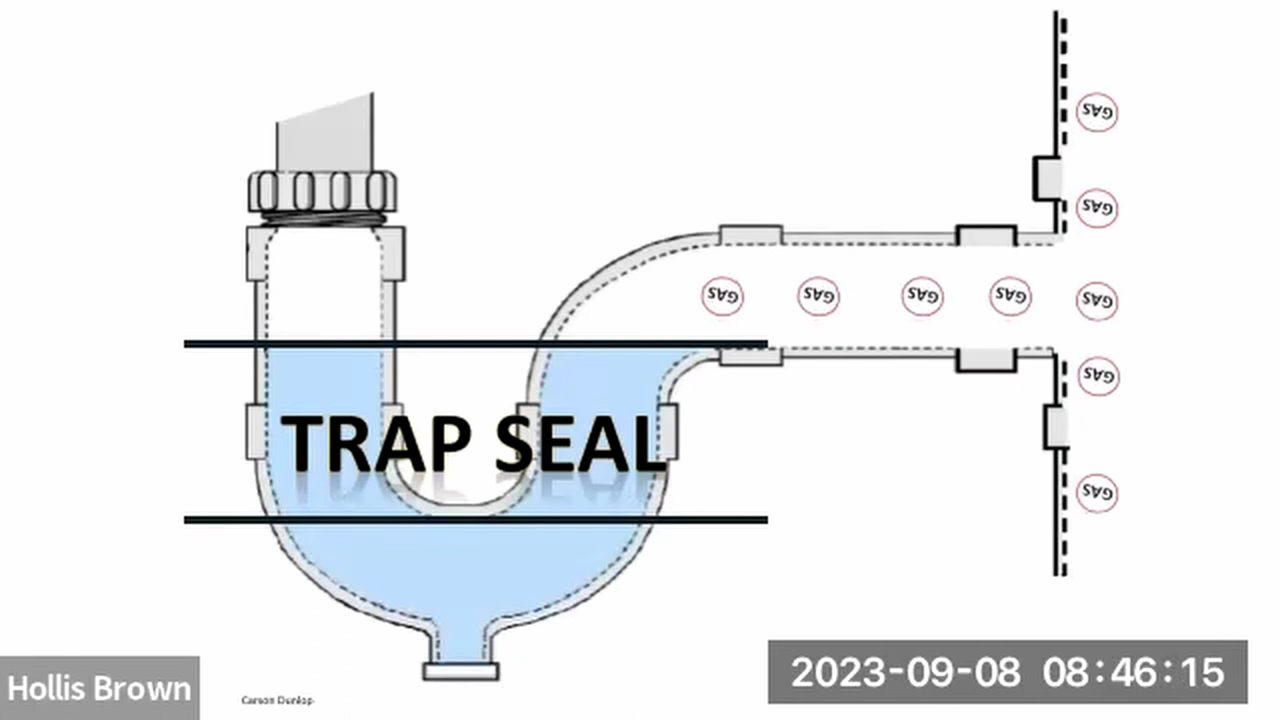 GAS
GAS
GAS GAS GAS GAS GAS
GAS
TRAP SEAL
GAS
2023-09-08 08:46:15
Hollis Brown
Carson Dunlop